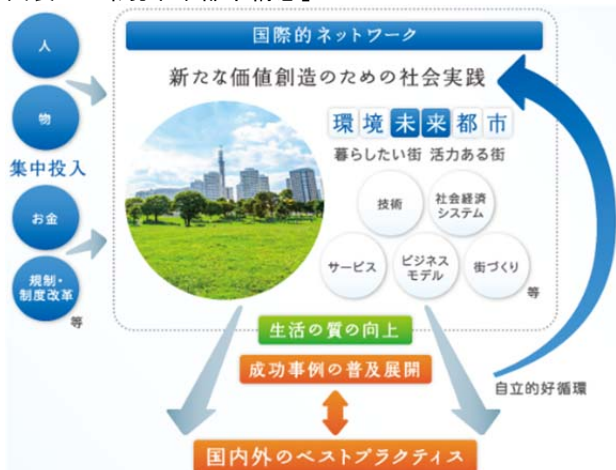 人
物
集中投入
お金
規制・
制度改革
等
国際的ネットワーク
新たな価値創造のための社会実践
環境未来都市
暮らしたい街 活力ある街
技術
社会経済
システム
サービス
ビジネス
モデル
街づくり
等
生活の質の向上
成功事例の普及展開
自立的好循環
国内外のベストプラクティス